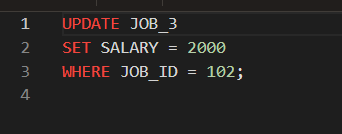 1 UPDATE JOB_3
2 SET SALARY = 2000
3 WHERE JOB_ID = 102;
4